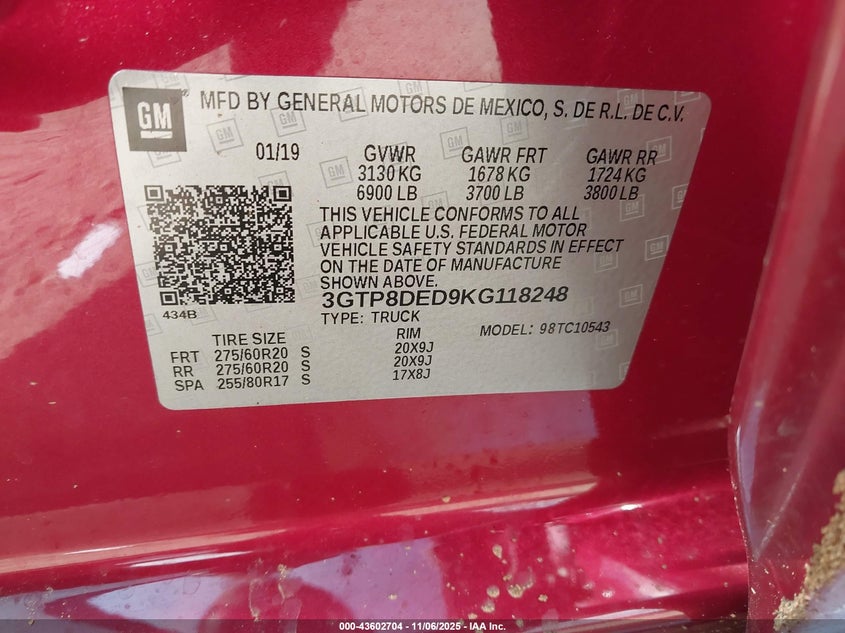 GM MFD BY GENERAL MOTORS DE MEXICO, S. DE R.L. DE C.V.
01/19 GVWR GAWR FRT GAWR RR
3130 KG 1678 KG 1724 KG
6900 LB 3700 LB 3800 LB
THIS VEHICLE CONFORMS TO ALL
APPLICABLE U.S. FEDERAL MOTOR
VEHICLE SAFETY STANDARDS IN EFFECT
ON THE DATE OF MANUFACTURE
SHOWN ABOVE.
434B
3GTP8DED9KG118248
TYPE: TRUCK MODEL: 98TC10543
TIRE SIZE RIM
FRT 275/60R20 S 20X9J
RR 275/60R20 S 20X9J
SPA 255/80R17 S 17X8J
000-43602704 - 11/06/2025 - IAA Inc.